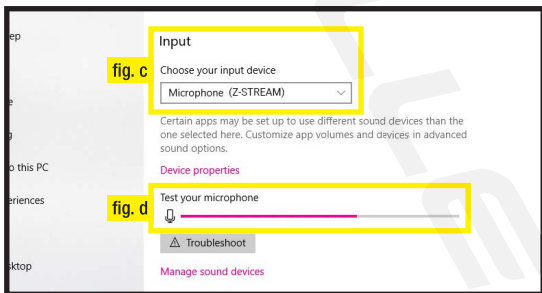 ep
Input
fig. c
Choose your input device
Microphone (Z-STREAM)
e
Certain apps may be set up to use different sound devices than the
g
one selected here. Customize app volumes and devices in advanced
sound options.
o this PC
Device properties
eriences
Test your microphone
fig. d
Troubleshoot
sktop
Manage sound devices